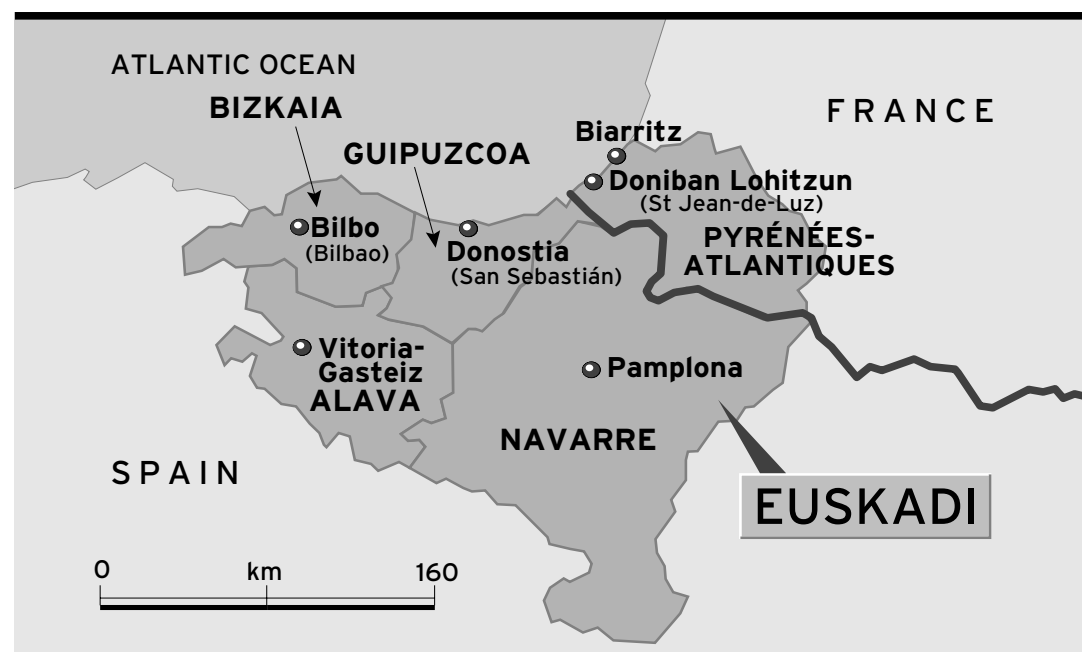 ATLANTIC OCEAN
BIZKAIA
FRANCE
Biarritz
GUIPUZCOA
Doniban Lohitzun
(St Jean-de-Luz)
Bilbo
(Bilbao)
Donostia
(San Sebastián)
PYRÉNÉES-
ATLANTIQUES
Vitoria-
Gasteiz
ALAVA
Pamplona
NAVARRE
SPAIN
EUSKADI
0 km 160